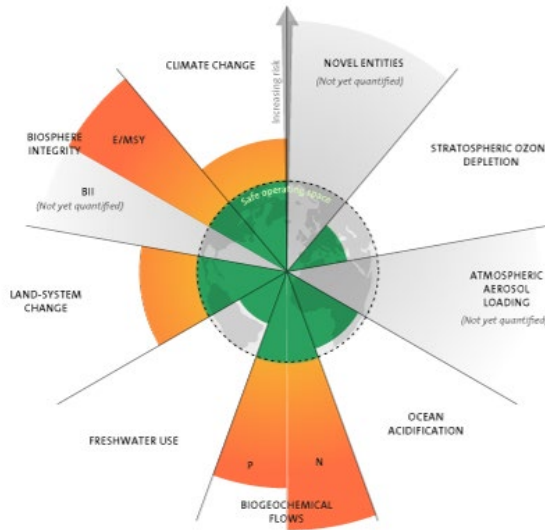 CLIMATE CHANGE
Increasing risk
NOVEL ENTITIES
(Not yet quantified)
STRATOSPHERIC OZON
DEPLETION
ATMOSPHERIC
AEROSOL
LOADING
(Not yet quantified)
OCEAN
ACIDIFICATION
N
P
BIOGEOCHEMICAL
FLOWS
FRESHWATER USE
LAND-SYSTEM
CHANGE
BIOSPHERE
INTEGRITY
E/MSY
BII
(Not yet quantified)
Safe operating space